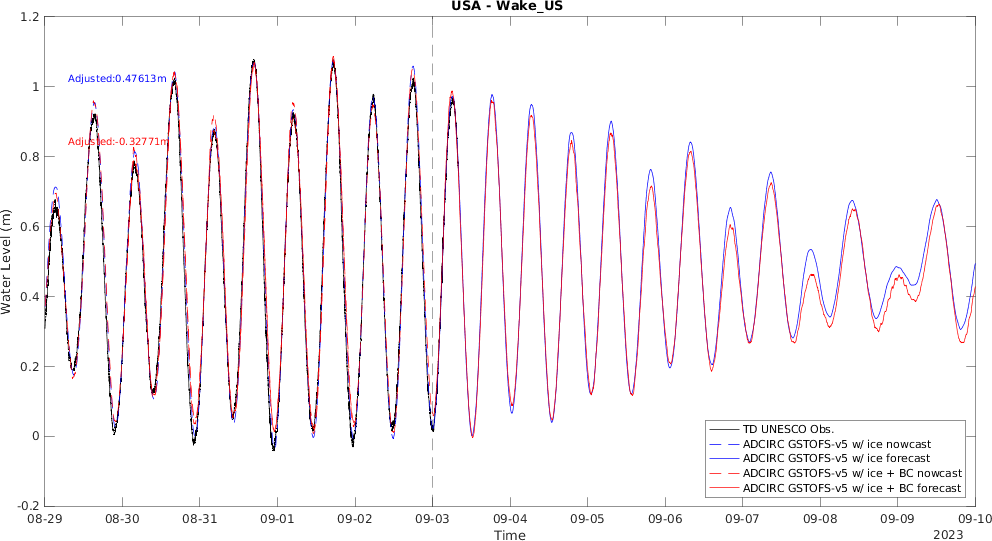 USA - Wake_US
1.2
1
0.8
0.6
0.4
0.2
0
-0.2
Water Level (m)
Adjusted:0.47613m
Adjusted:-0.32771m
TD UNESCO Obs.
ADCIRC GSTOFS-v5 w/ ice nowcast
ADCIRC GSTOFS-v5 w/ ice forecast
ADCIRC GSTOFS-v5 w/ ice + BC nowcast
ADCIRC GSTOFS-v5 w/ ice + BC forecast
08-29 08-30 08-31 09-01 09-02 09-03 09-04 09-05 09-06 09-07 09-08 09-09 09-10
Time
2023